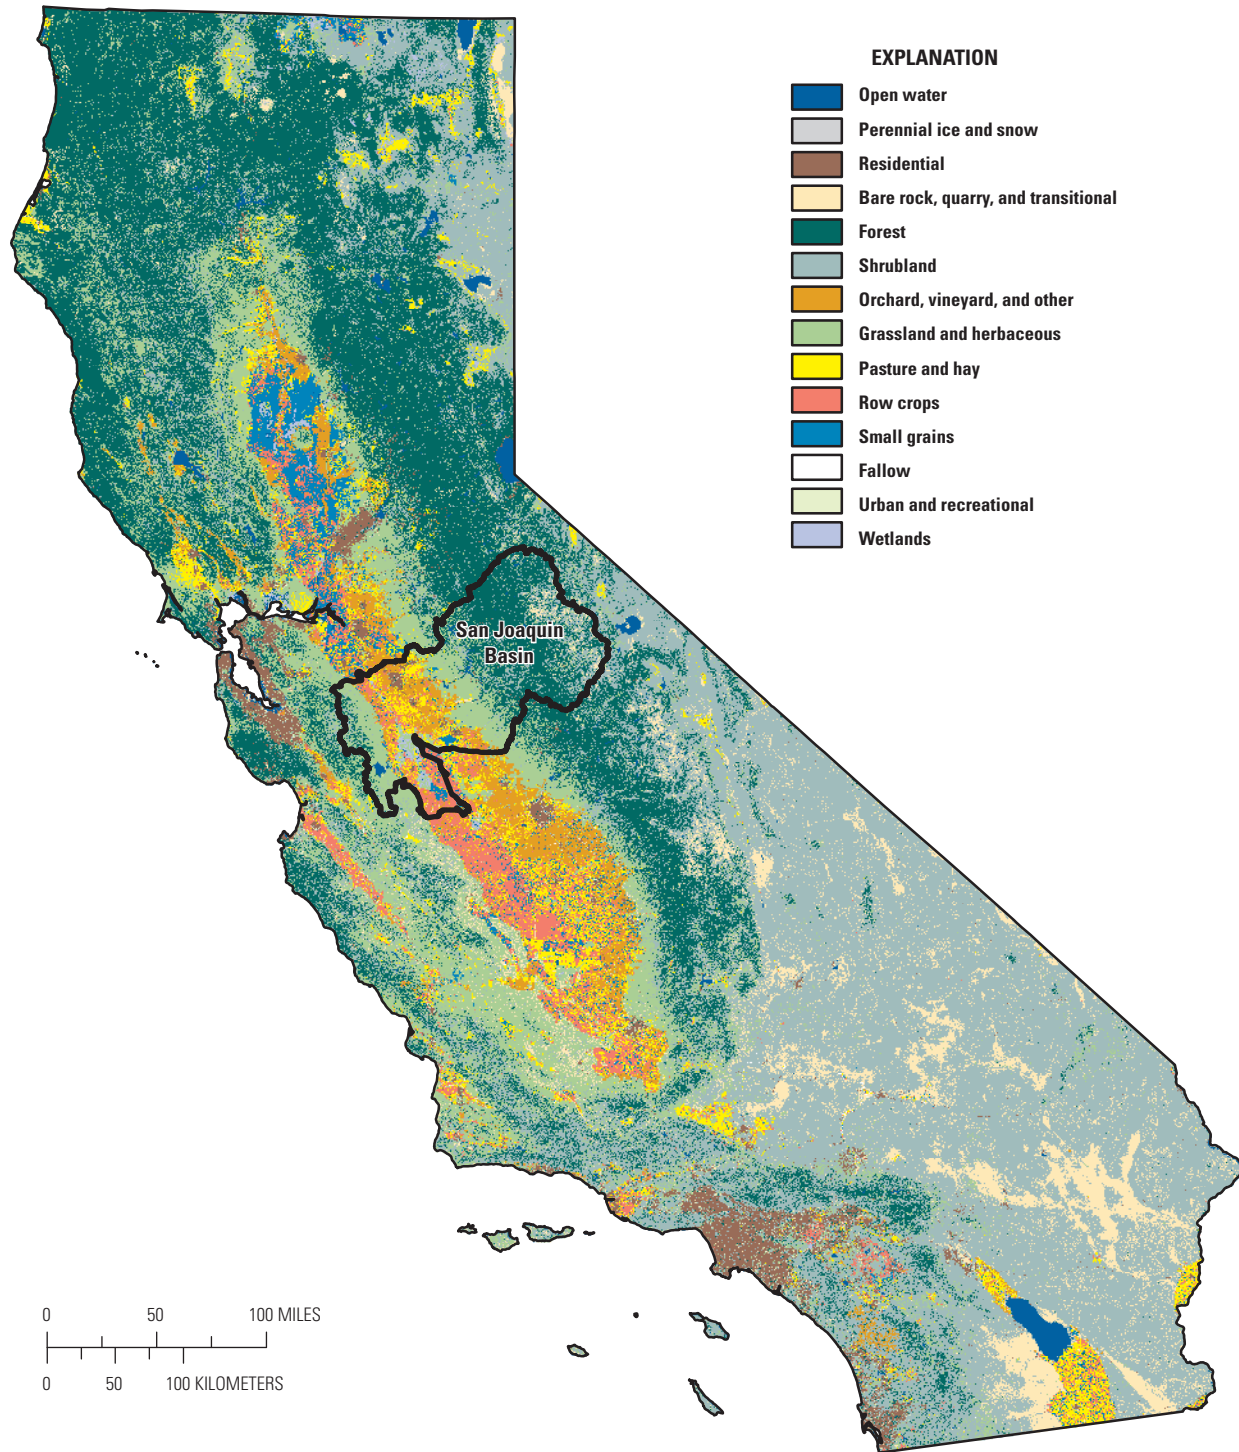 EXPLANATION
Open water
Perennial ice and snow
Residential
Bare rock, quarry, and transitional
Forest
Shrubland
Orchard, vineyard, and other
Grassland and herbaceous
Pasture and hay
Row crops
Small grains
Fallow
Urban and recreational
Wetlands
San Joaquin
Basin
0 50 100 MILES
0 50 100 KILOMETERS